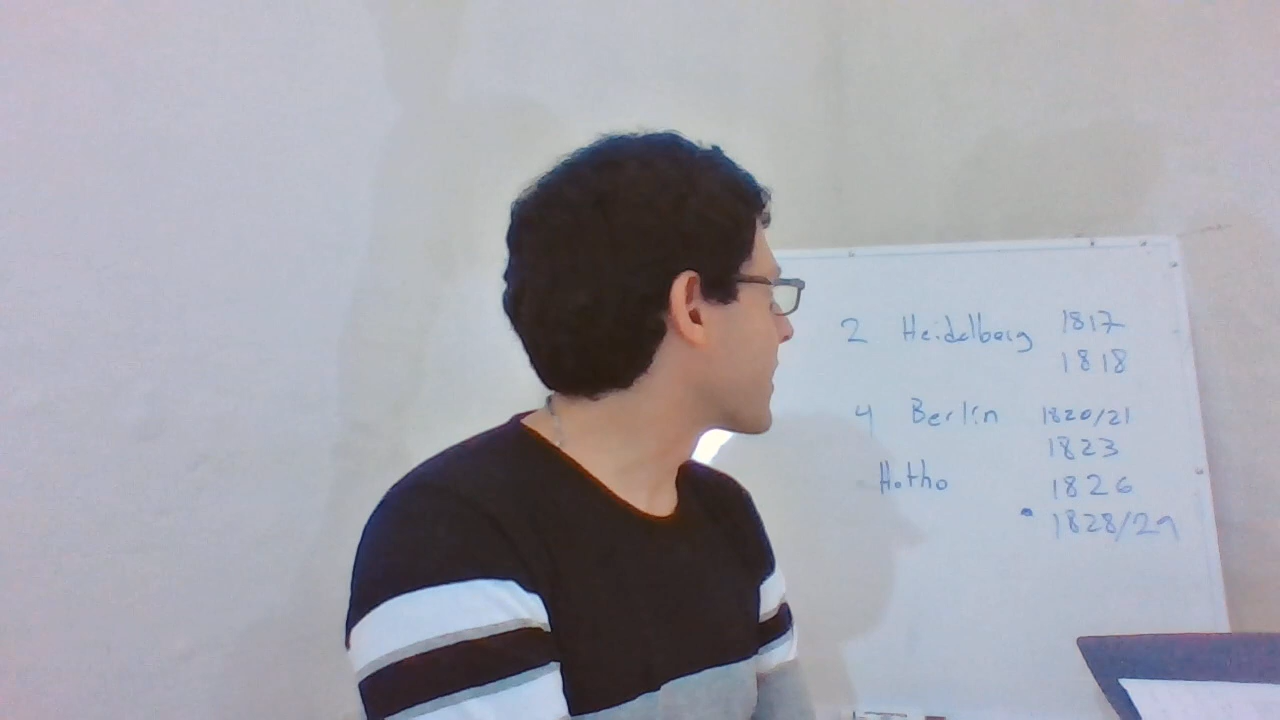 2 Heidelberg 1817
1818
4 Berlin 1820/21
1823
Hotho 1826
• 1828/29